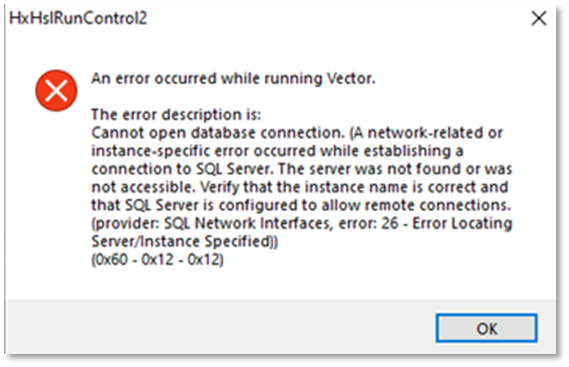 HxHslRunControl2
An error occurred while running Vector.
The error description is:
Cannot open database connection. (A network-related or
instance-specific error occurred while establishing a
connection to SQL Server. The server was not found or was
not accessible. Verify that the instance name is correct and
that SQL Server is configured to allow remote connections.
(provider: SQL Network Interfaces, error: 26 - Error Locating
Server/Instance Specified))
(0x60 - 0x12 - 0x12)
OK